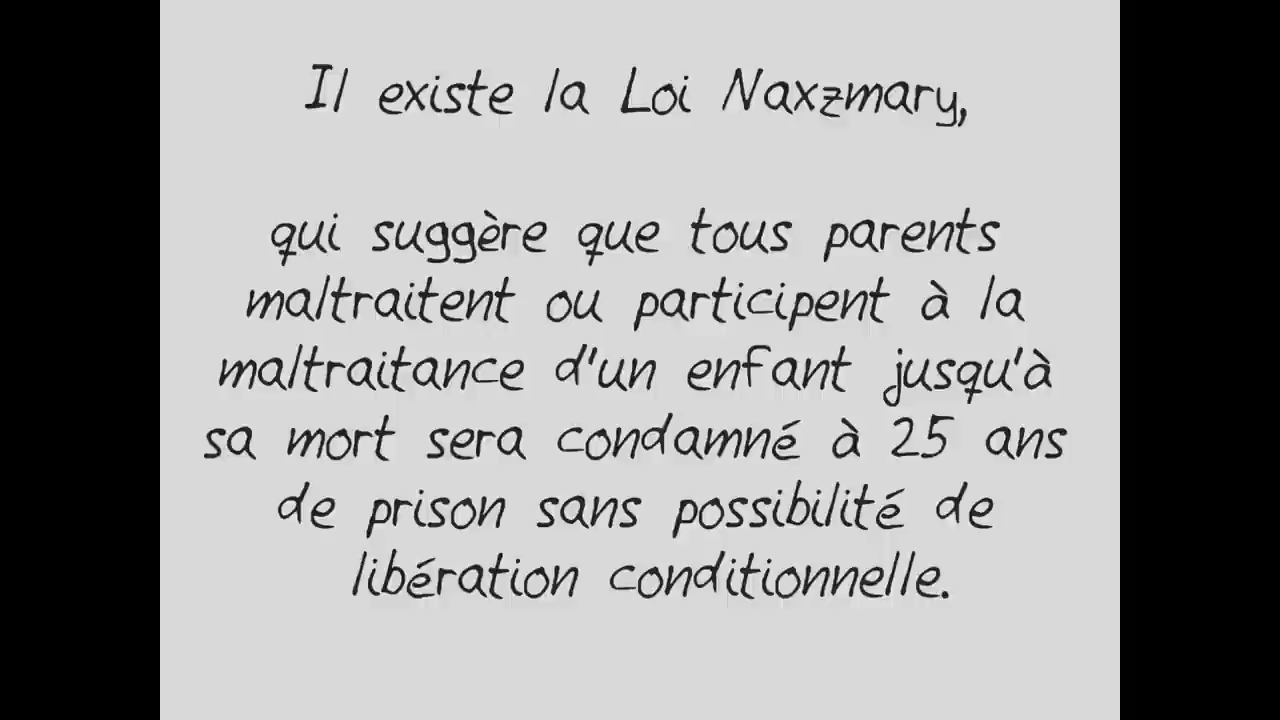 Il existe la Loi Naxzmary,
qui suggère que tous parents
maltraitent ou participent à la
maltraitance d'un enfant jusqu'à
sa mort sera condamné à 25 ans
de prison sans possibilité de
libération conditionnelle.